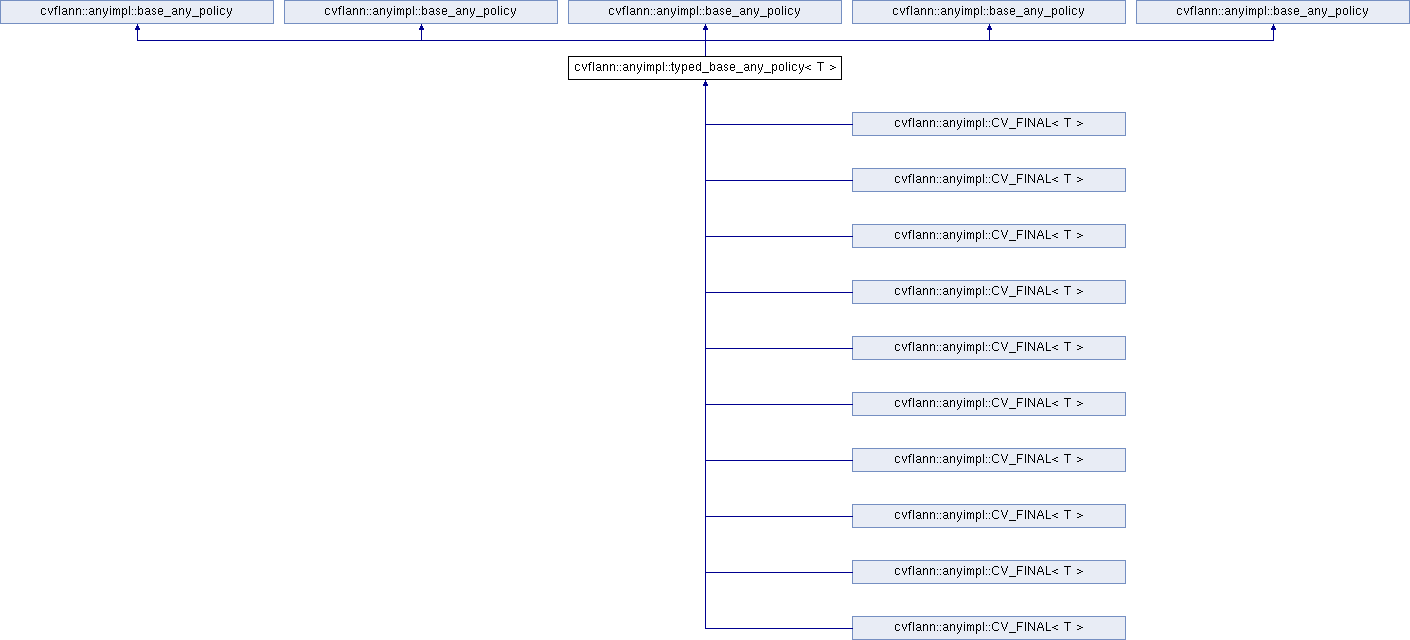 cvflann::anyimpl::base_any_policy
cvflann::anyimpl::base_any_policy
cvflann::anyimpl::base_any_policy
cvflann::anyimpl::base_any_policy
cvflann::anyimpl::base_any_policy
cvflann::anyimpl::typed_base_any_policy< T >
cvflann::anyimpl::CV_FINAL< T >
cvflann::anyimpl::CV_FINAL< T >
cvflann::anyimpl::CV_FINAL< T >
cvflann::anyimpl::CV_FINAL< T >
cvflann::anyimpl::CV_FINAL< T >
cvflann::anyimpl::CV_FINAL< T >
cvflann::anyimpl::CV_FINAL< T >
cvflann::anyimpl::CV_FINAL< T >
cvflann::anyimpl::CV_FINAL< T >
cvflann::anyimpl::CV_FINAL< T >